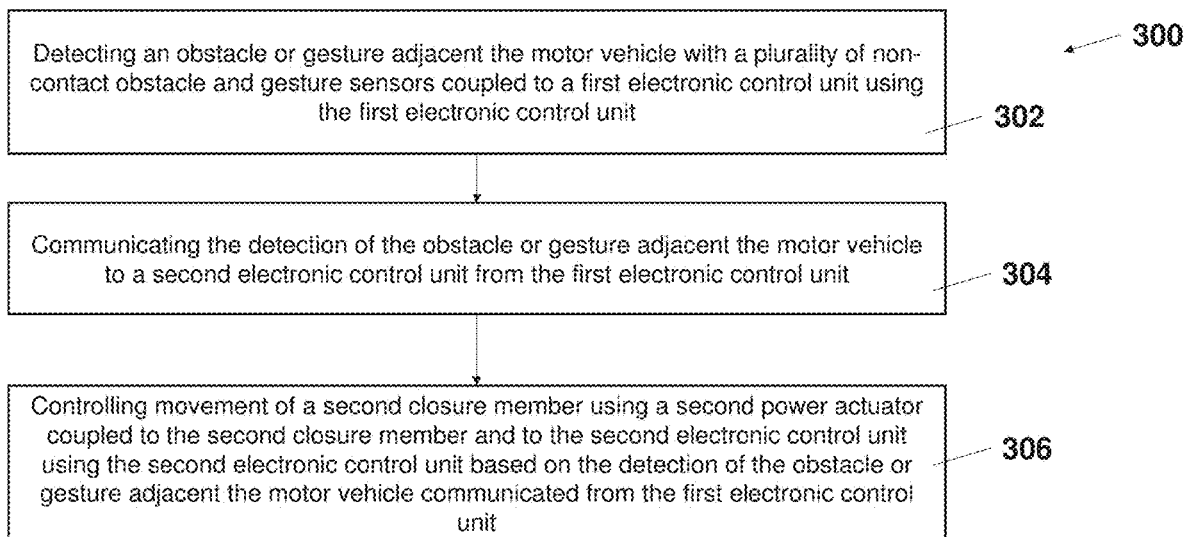 Detecting an obstacle or gesture adjacent the motor vehicle with a plurality of non-
contact obstacle and gesture sensors coupled to a first electronic control unit using
the first electronic control unit
300
302
Communicating the detection of the obstacle or gesture adjacent the motor vehicle
to a second electronic control unit from the first electronic control unit
304
Controlling movement of a second closure member using a second power actuator
coupled to the second closure member and to the second electronic control unit
using the second electronic control unit based on the detection of the obstacle or
gesture adjacent the motor vehicle communicated from the first electronic control
unit
306